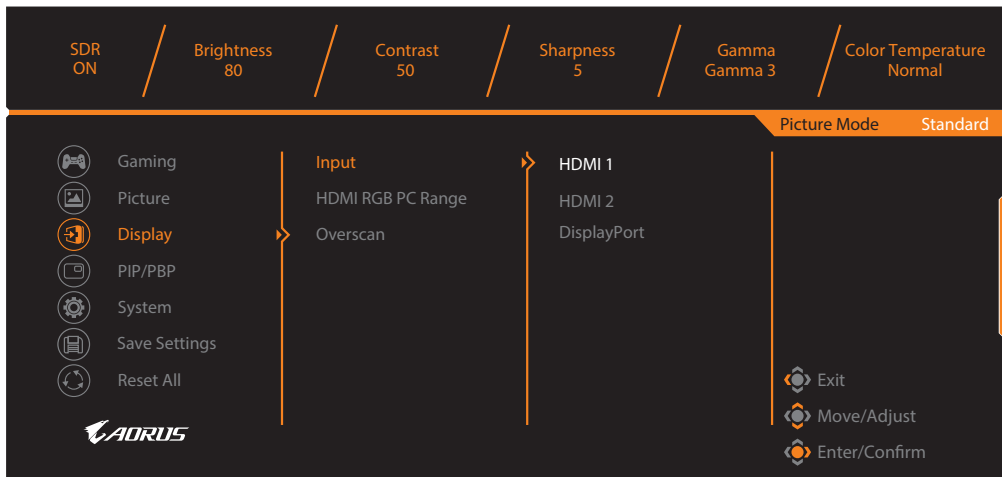 SDR
ON
Brightness
80
Contrast
50
Sharpness
5
Gamma
Gamma 3
Color Temperature
Normal
Picture Mode Standard
Gaming
Picture
Display
PIP/PBP
System
Save Settings
Reset All
Input
HDMI RGB PC Range
Overscan
HDMI 1
HDMI 2
DisplayPort
Exit
Move/Adjust
Enter/Confirm
AORUS